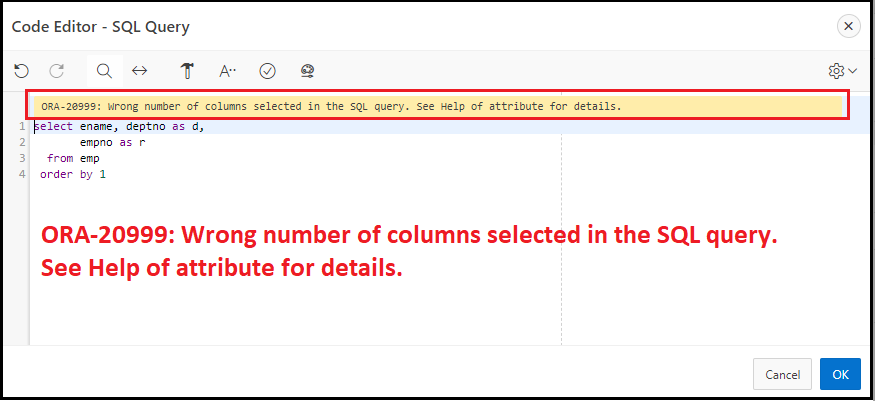 Code Editor - SQL Query
A··
ORA-20999: Wrong number of columns selected in the SQL query. See Help of attribute for details.
1 select ename, deptno as d,
2 empno as r
3 from emp
4 order by 1
ORA-20999: Wrong number of columns selected in the SQL query.
See Help of attribute for details.
Cancel OK